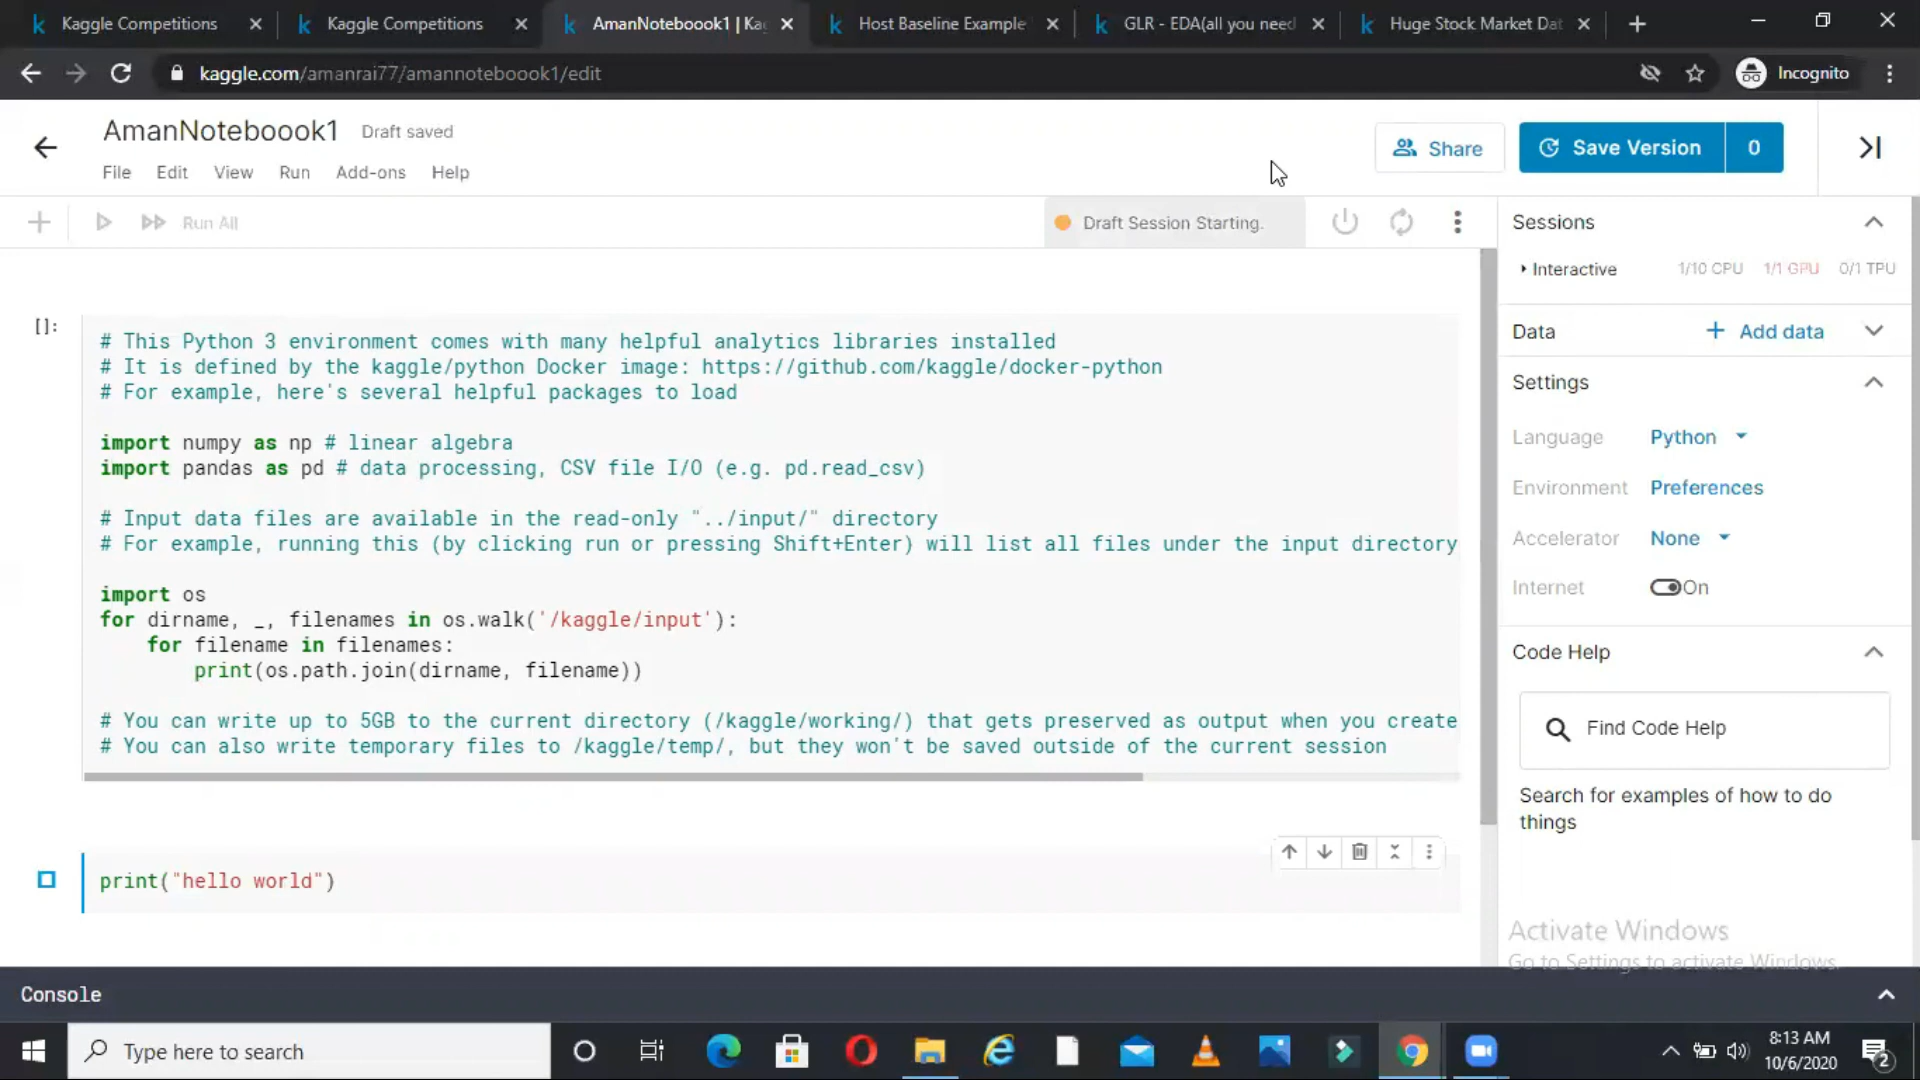 Kaggle Competitions
Kaggle Competitions
AmanNoteboook1 | Kag
Host Baseline Example
GLR - EDA(all you need
Huge Stock Market Dat
kaggle.com/amanrai77/amannoteboook1/edit
Incognito
AmanNoteboook1 Draft saved
File Edit View Run Add-ons Help
Share
Save Version 0
Run All
Draft Session Starting.
Sessions
Interactive 1/10 CPU 1/1 GPU 0/1 TPU
Data + Add data
Settings
Language Python
Environment Preferences
Accelerator None
Internet On
Code Help
Find Code Help
Search for examples of how to do
things
[]:
# This Python 3 environment comes with many helpful analytics libraries installed
# It is defined by the kaggle/python Docker image: https://github.com/kaggle/docker-python
# For example, here's several helpful packages to load
import numpy as np # linear algebra
import pandas as pd # data processing, CSV file I/O (e.g. pd.read_csv)
# Input data files are available in the read-only "../input/" directory
# For example, running this (by clicking run or pressing Shift+Enter) will list all files under the input directory
import os
for dirname, _, filenames in os.walk('/kaggle/input'):
    for filename in filenames:
        print(os.path.join(dirname, filename))
# You can write up to 5GB to the current directory (/kaggle/working/) that gets preserved as output when you create
# You can also write temporary files to /kaggle/temp/, but they won't be saved outside of the current session
print("hello world")
Activate Windows
Go to Settings to activate Windows.
Console
Type here to search
8:13 AM
10/6/2020
2